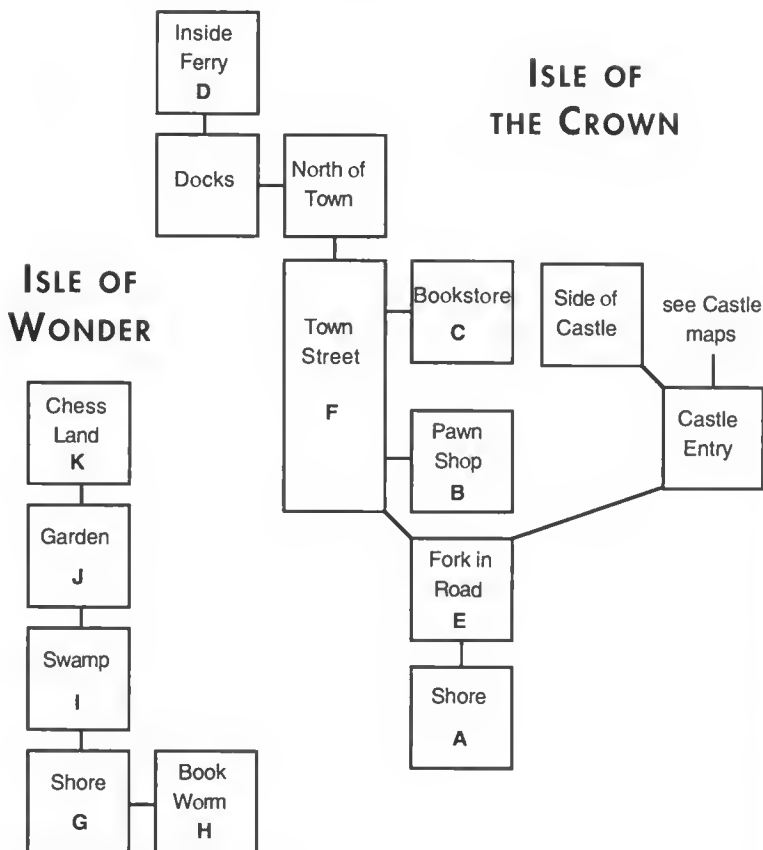 Inside
Ferry
D
ISLE OF
THE CROWN
Docks
North of
Town
ISLE OF
WONDER
Town
Street
F
Bookstore
C
Side of
Castle
see Castle
maps
Chess
Land
K
Pawn
Shop
B
Castle
Entry
Garden
J
Fork in
Road
E
Swamp
I
Shore
A
Shore
G
Book
Worm
H